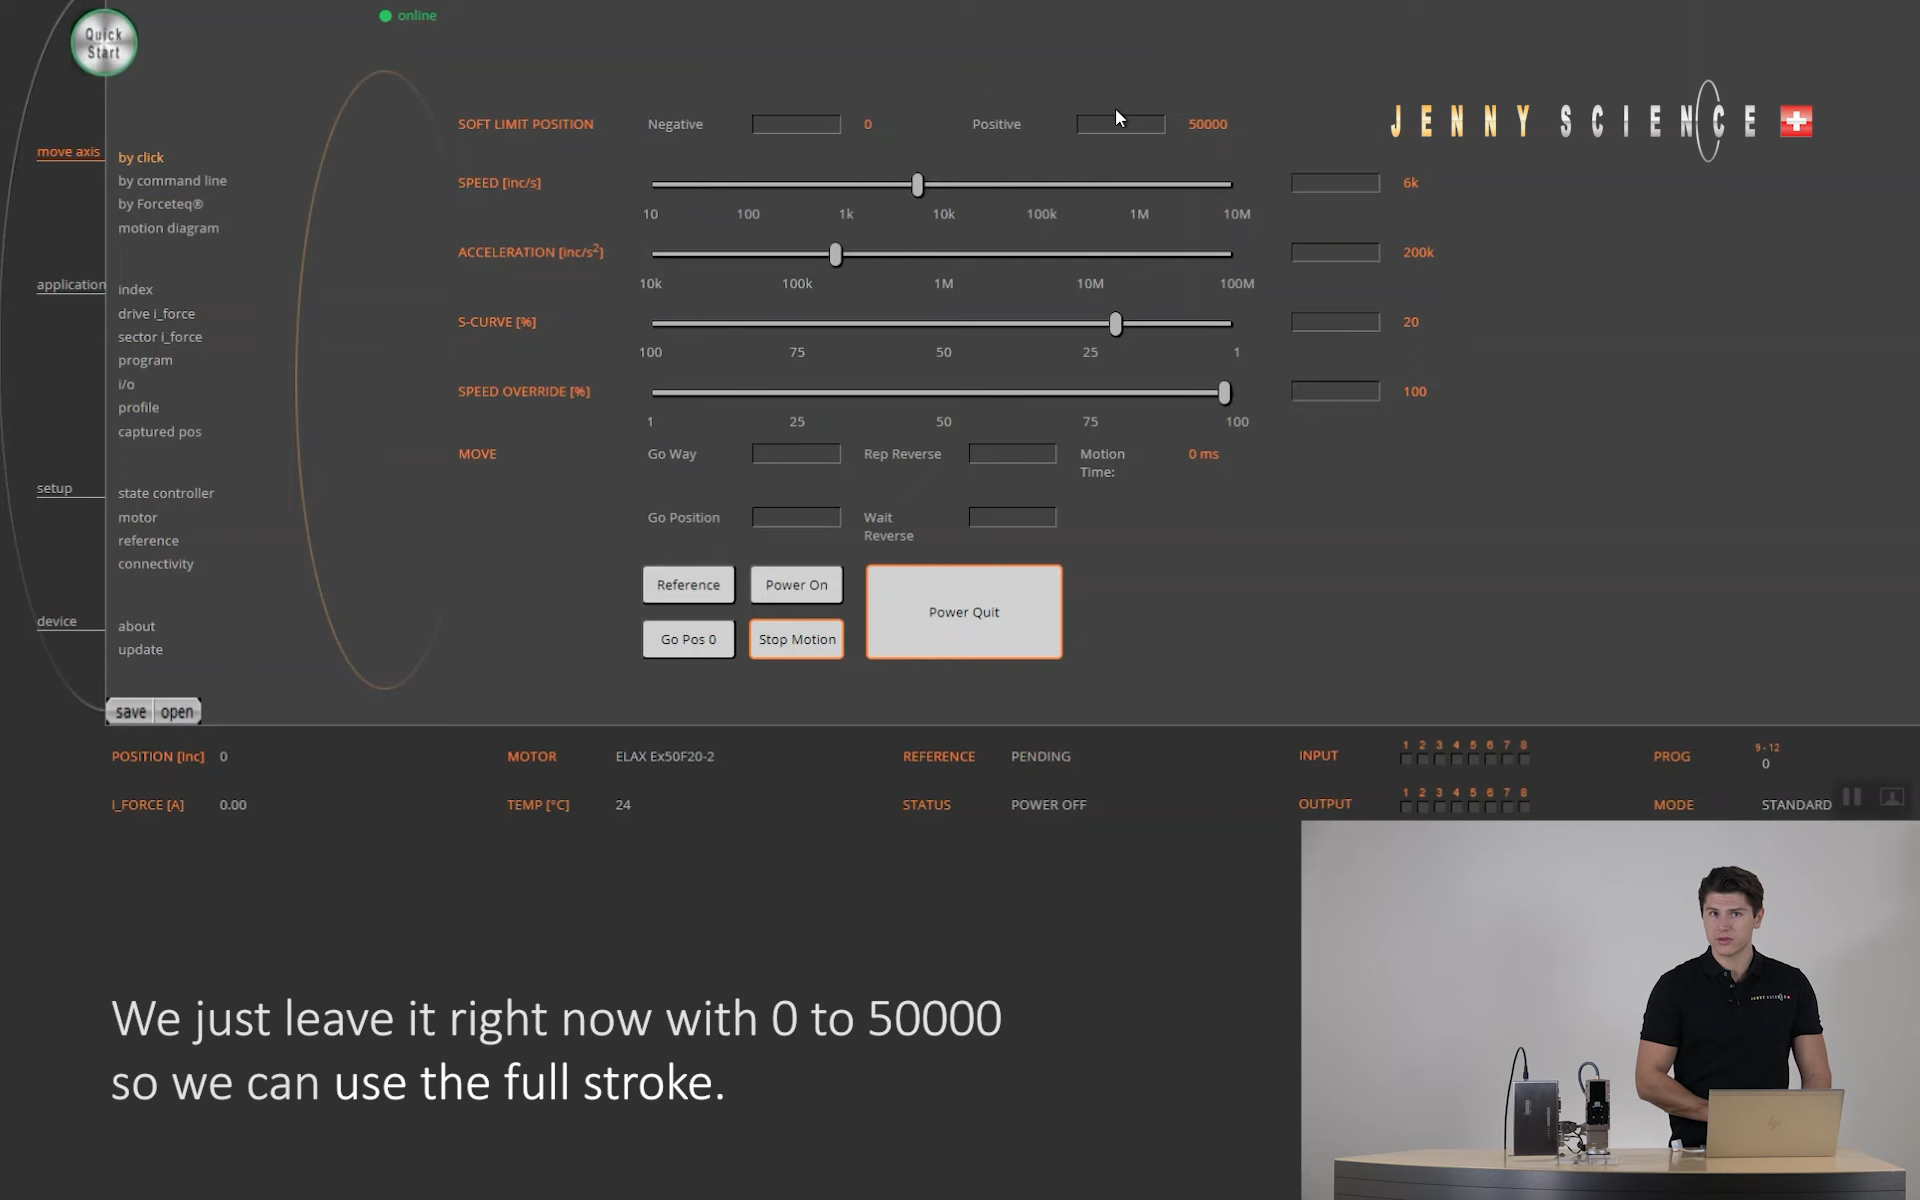 Quick
Start
online
JENNY SCIENCE
move axis
by click
by command line
by Forceteq®
motion diagram
application
index
drive i_force
sector i_force
program
i/o
profile
captured pos
setup
state controller
motor
reference
connectivity
device
about
update
save open
SOFT LIMIT POSITION Negative 0 Positive 50000
SPEED [inc/s] 6k
10 100 1k 10k 100k 1M 10M
ACCELERATION [inc/s²] 200k
10k 100k 1M 10M 100M
S-CURVE [%] 20
100 75 50 25 1
SPEED OVERRIDE [%] 100
1 25 50 75 100
MOVE Go Way Rep Reverse Motion Time: 0 ms
Go Position Wait Reverse
Reference Power On Power Quit
Go Pos 0 Stop Motion
POSITION [Inc] 0 MOTOR ELAX Ex50F20-2 REFERENCE PENDING INPUT 1 2 3 4 5 6 7 8 PROG 9 - 12 0
I_FORCE [A] 0.00 TEMP [°C] 24 STATUS POWER OFF OUTPUT 1 2 3 4 5 6 7 8 MODE STANDARD
We just leave it right now with 0 to 50000
so we can use the full stroke.
JENNY SCIENCE
hp